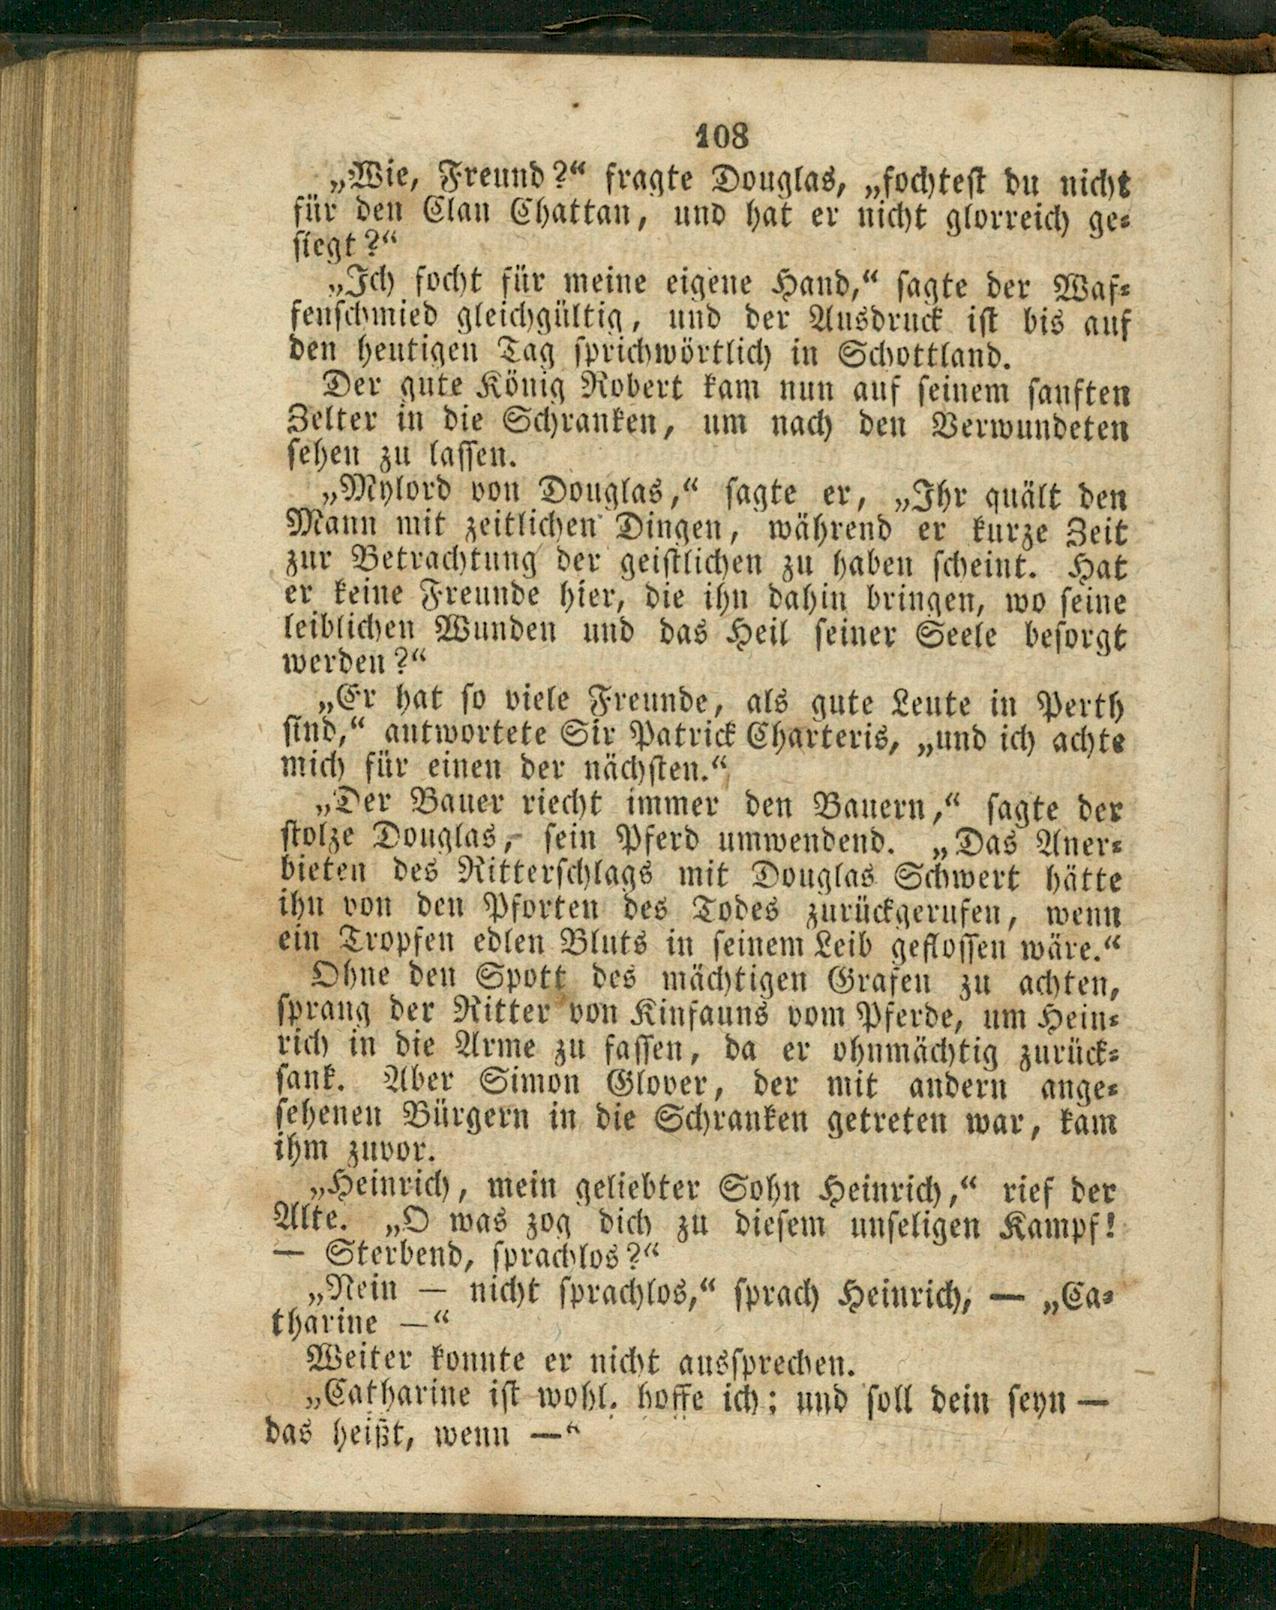 108
„Wie, Freund?“ fragte Douglas, „fochtest du nicht
für den Clan Chattan, und hat er nicht glorreich ge-
siegt?“
„Ich focht für meine eigene Hand,“ sagte der Waf-
fenschmied gleichgültig, und der Ausdruck ist bis auf
den heutigen Tag sprichwörtlich in Schottland.
Der gute König Robert kam nun auf seinem sanften
Zelter in die Schranken, um nach den Verwundeten
sehen zu lassen.
„Mylord von Douglas,“ sagte er, „Ihr quält den
Mann mit zeitlichen Dingen, während er kurze Zeit
zur Betrachtung der geistlichen zu haben scheint. Hat
er keine Freunde hier, die ihn dahin bringen, wo seine
leiblichen Wunden und das Heil seiner Seele besorgt
werden?“
„Er hat so viele Freunde, als gute Leute in Perth
sind,“ antwortete Sir Patrick Charteris, „und ich achte
mich für einen der nächsten.“
„Der Bauer riecht immer den Bauern,“ sagte der
stolze Douglas, sein Pferd umwendend. „Das Aner-
bieten des Ritterschlags mit Douglas Schwert hätte
ihn von den Pforten des Todes zurückgerufen, wenn
ein Tropfen edlen Bluts in seinem Leib geflossen wäre.“
Ohne den Spott des mächtigen Grafen zu achten,
sprang der Ritter von Kinfauns vom Pferde, um Hein-
rich in die Arme zu fassen, da er ohnmächtig zurück-
sank. Aber Simon Glover, der mit andern ange-
sehenen Bürgern in die Schranken getreten war, kam
ihm zuvor.
„Heinrich, mein geliebter Sohn Heinrich,“ rief der
Alte. „O was zog dich zu diesem unseligen Kampf!
— Sterbend, sprachlos?“
„Nein — nicht sprachlos,“ sprach Heinrich, — „Ca-
tharine —“
Weiter konnte er nicht aussprechen.
„Catharine ist wohl, hoffe ich; und soll dein seyn —
das heißt, wenn —“